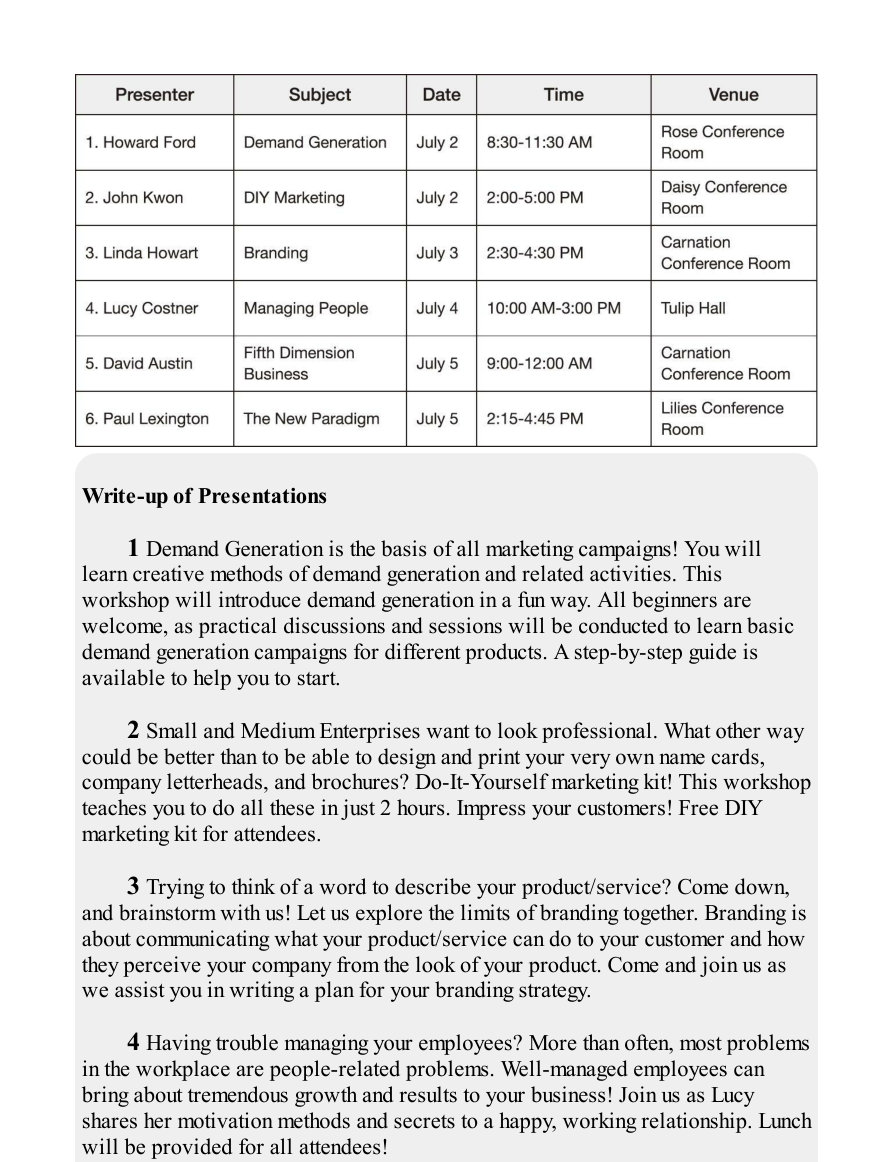 Presenter Subject Date Time Venue
1. Howard Ford Demand Generation July 2 8:30-11:30 AM Rose Conference
Room
2. John Kwon DIY Marketing July 2 2:00-5:00 PM Daisy Conference
Room
3. Linda Howart Branding July 3 2:30-4:30 PM Carnation
Conference Room
4. Lucy Costner Managing People July 4 10:00 AM-3:00 PM Tulip Hall
5. David Austin Fifth Dimension
Business July 5 9:00-12:00 AM Carnation
Conference Room
6. Paul Lexington The New Paradigm July 5 2:15-4:45 PM Lilies Conference
Room
Write-up of Presentations
1 Demand Generation is the basis of all marketing campaigns! You will
learn creative methods of demand generation and related activities. This
workshop will introduce demand generation in a fun way. All beginners are
welcome, as practical discussions and sessions will be conducted to learn basic
demand generation campaigns for different products. A step-by-step guide is
available to help you to start.
2 Small and Medium Enterprises want to look professional. What other way
could be better than to be able to design and print your very own name cards,
company letterheads, and brochures? Do-It-Yourself marketing kit! This workshop
teaches you to do all these in just 2 hours. Impress your customers! Free DIY
marketing kit for attendees.
3 Trying to think of a word to describe your product/service? Come down,
and brainstorm with us! Let us explore the limits of branding together. Branding is
about communicating what your product/service can do to your customer and how
they perceive your company from the look of your product. Come and join us as
we assist you in writing a plan for your branding strategy.
4 Having trouble managing your employees? More than often, most problems
in the workplace are people-related problems. Well-managed employees can
bring about tremendous growth and results to your business! Join us as Lucy
shares her motivation methods and secrets to a happy, working relationship. Lunch
will be provided for all attendees!